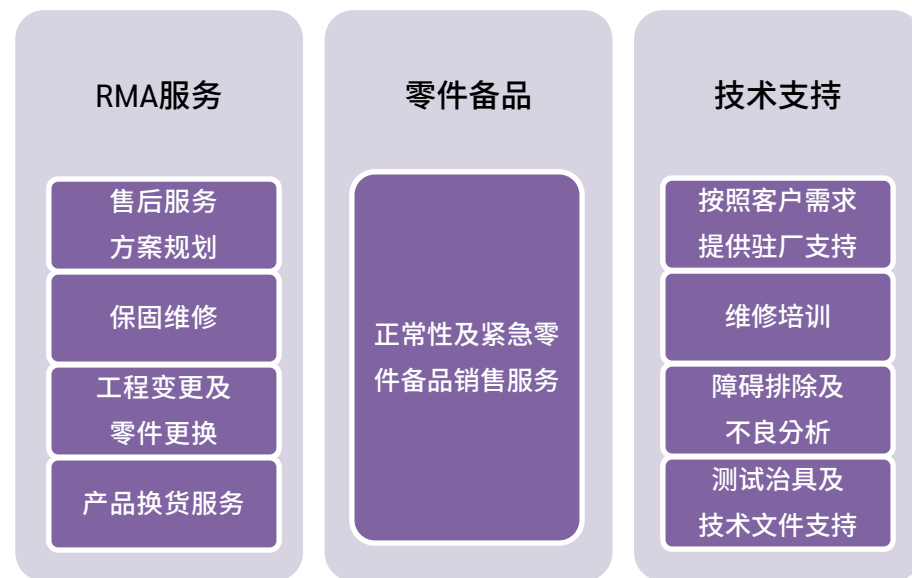 RMA服务
售后服务
方案规划
保固维修
工程变更及
零件更换
产品换货服务
零件备品
正常性及紧急零
件备品销售服务
技术支持
按照客户需求
提供驻厂支持
维修培训
障碍排除及
不良分析
测试治具及
技术文件支持